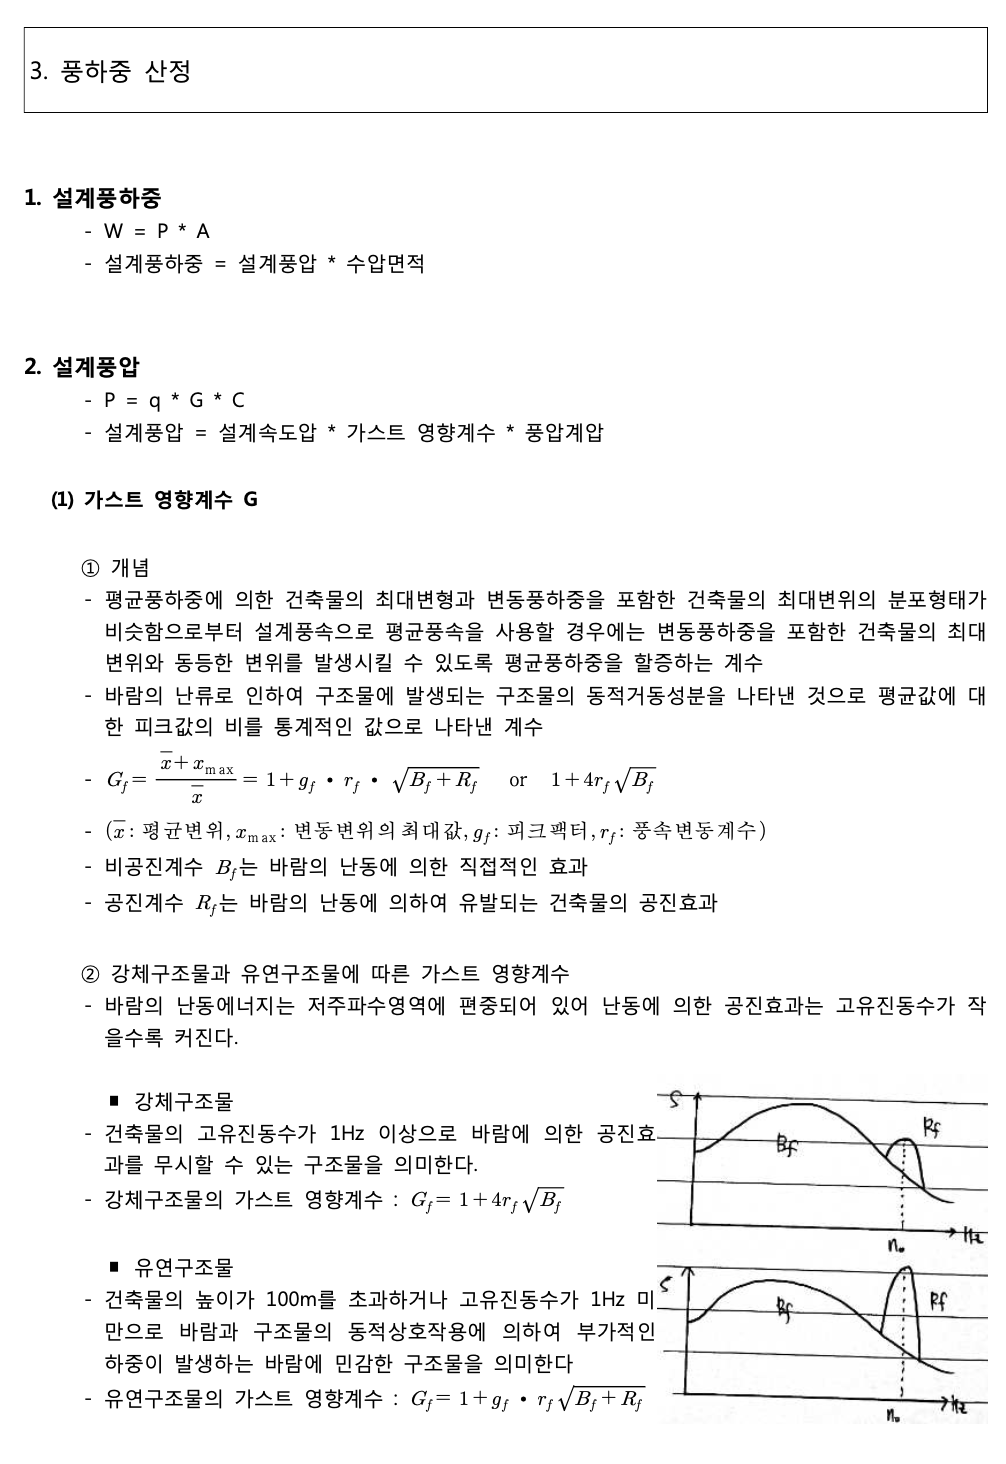 3. 풍하중 산정
1. 설계풍하중
- W = P * A
- 설계풍하중 = 설계풍압 * 수압면적
2. 설계풍압
- P = q * G * C
- 설계풍압 = 설계속도압 * 가스트 영향계수 * 풍압계압
(1) 가스트 영향계수 G
① 개념
- 평균풍하중에 의한 건축물의 최대변형과 변동풍하중을 포함한 건축물의 최대변위의 분포형태가
비슷함으로부터 설계풍속으로 평균풍속을 사용할 경우에는 변동풍하중을 포함한 건축물의 최대
변위와 동등한 변위를 발생시킬 수 있도록 평균풍하중을 할증하는 계수
- 바람의 난류로 인하여 구조물에 발생되는 구조물의 동적거동성분을 나타낸 것으로 평균값에 대
한 피크값의 비를 통계적인 값으로 나타낸 계수
- G_f = (x̅ + x_max) / x̅ = 1 + g_f • r_f • √(B_f + R_f) or 1 + 4r_f √(B_f)
- (x̅ : 평균변위, x_max : 변동변위의 최대값, g_f : 피크팩터, r_f : 풍속변동계수)
- 비공진계수 B_f는 바람의 난동에 의한 직접적인 효과
- 공진계수 R_f는 바람의 난동에 의하여 유발되는 건축물의 공진효과
② 강체구조물과 유연구조물에 따른 가스트 영향계수
- 바람의 난동에너지는 저주파수영역에 편중되어 있어 난동에 의한 공진효과는 고유진동수가 작
을수록 커진다.
■ 강체구조물
- 건축물의 고유진동수가 1Hz 이상으로 바람에 의한 공진효
과를 무시할 수 있는 구조물을 의미한다.
- 강체구조물의 가스트 영향계수 : G_f = 1 + 4r_f √(B_f)
S
Bf
Rf
n₀
Hz
■ 유연구조물
- 건축물의 높이가 100m를 초과하거나 고유진동수가 1Hz 미
만으로 바람과 구조물의 동적상호작용에 의하여 부가적인
하중이 발생하는 바람에 민감한 구조물을 의미한다
- 유연구조물의 가스트 영향계수 : G_f = 1 + g_f • r_f √(B_f + R_f)
S
Bf
Rf
n₀
Hz